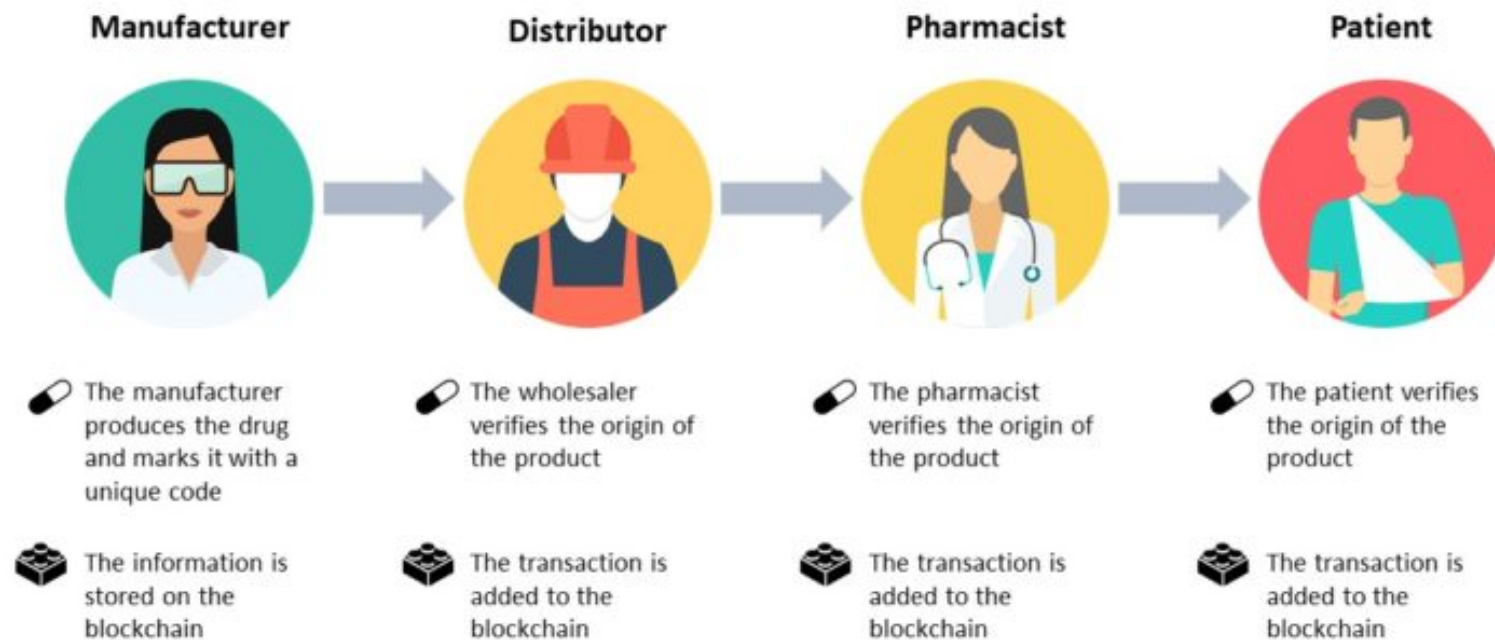 Manufacturer
Distributor
Pharmacist
Patient
The manufacturer
produces the drug
and marks it with a
unique code
The wholesaler
verifies the origin of
the product
The pharmacist
verifies the origin of
the product
The patient verifies
the origin of the
product
The information is
stored on the
blockchain
The transaction is
added to the
blockchain
The transaction is
added to the
blockchain
The transaction is
added to the
blockchain